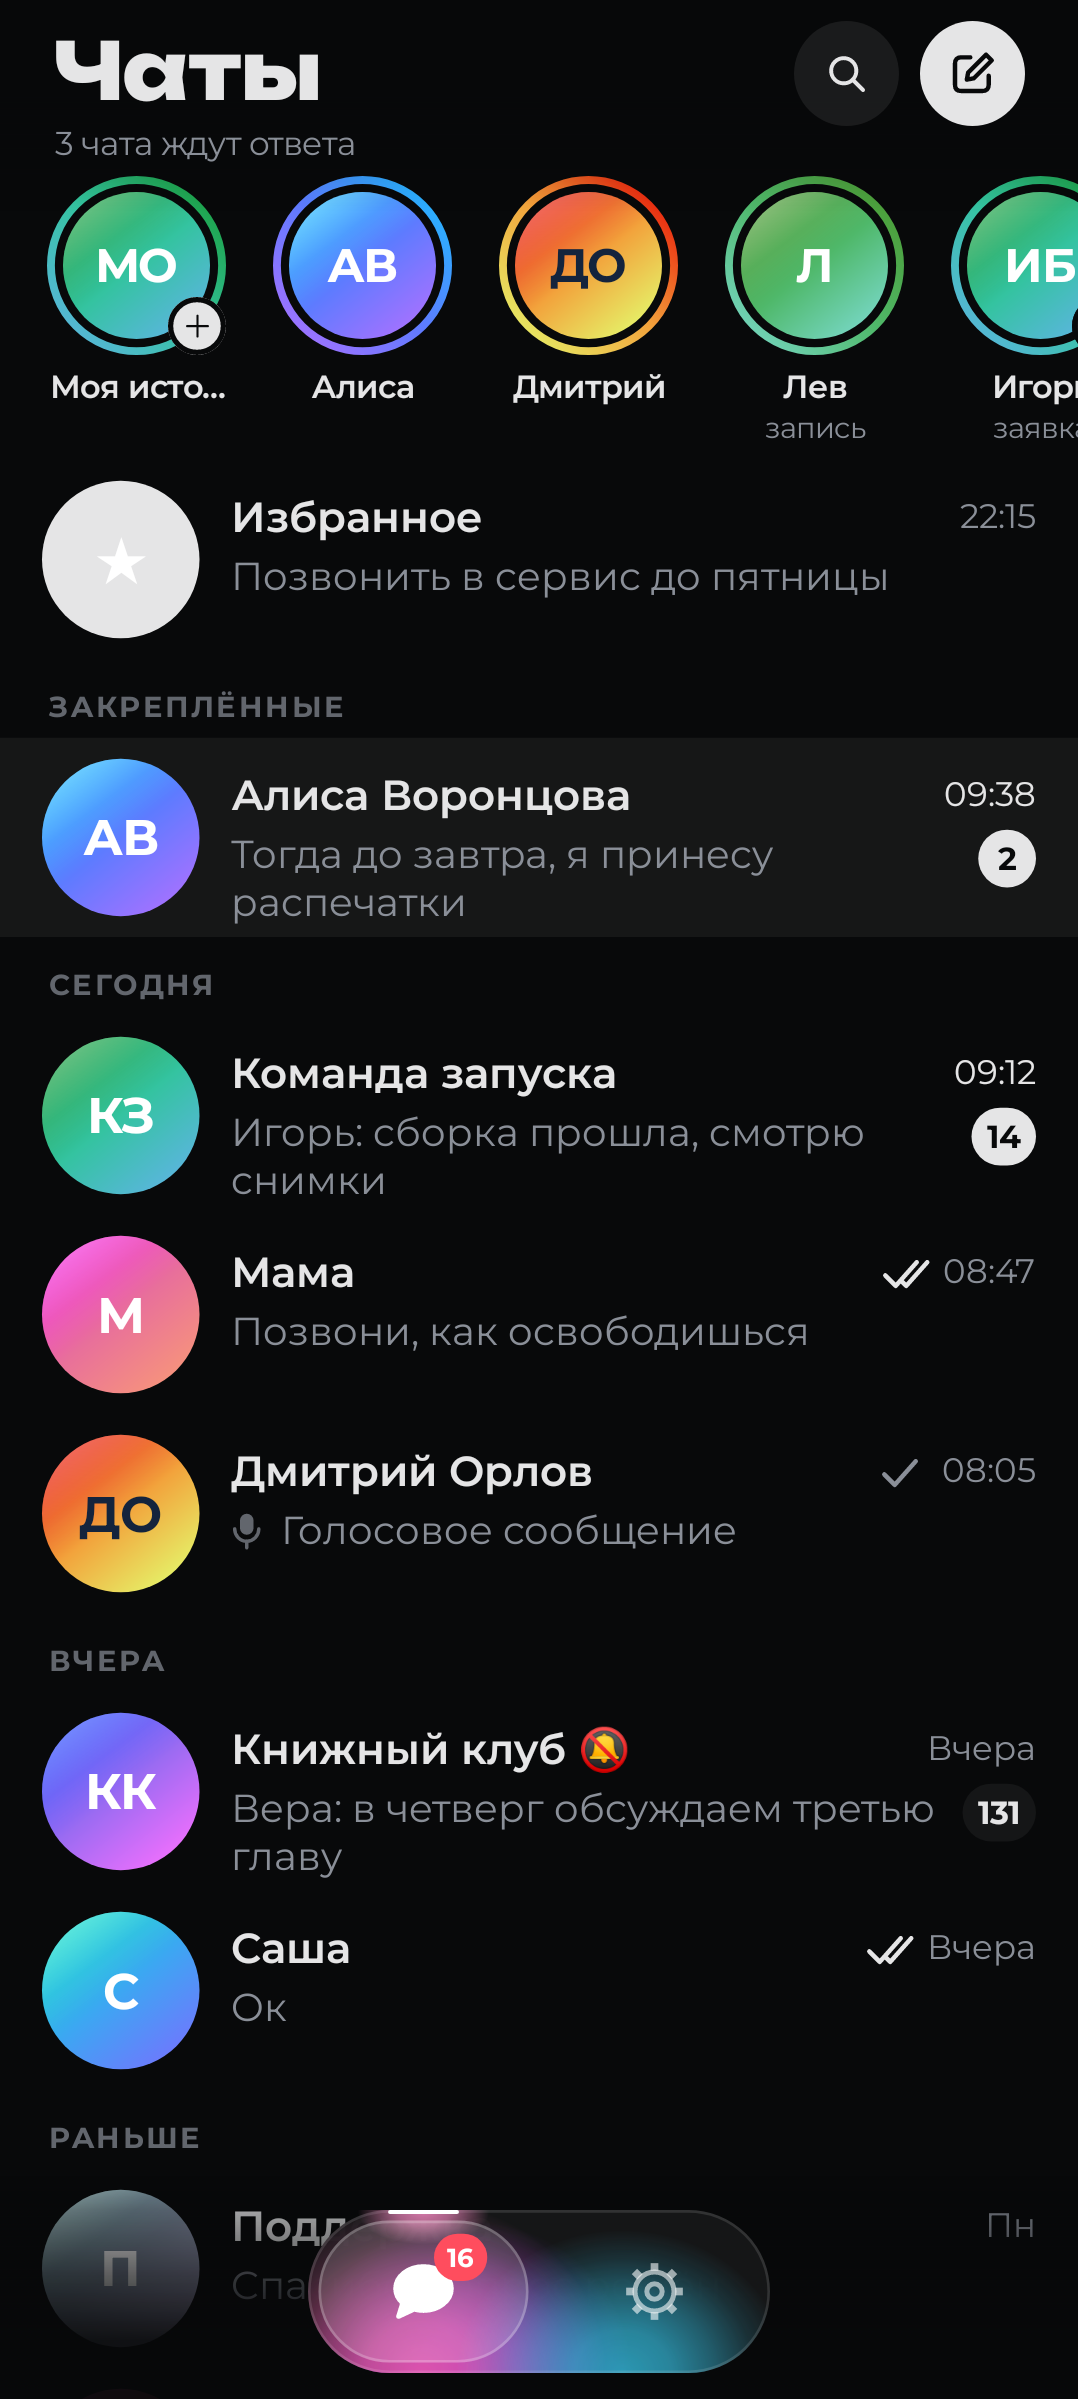 Чаты
3 чата ждут ответа
МО
АВ
ДО
Л
ИБ
Моя исто...
Алиса
Дмитрий
Лев
запись
Избранное
22:15
Позвонить в сервис до пятницы
ЗАКРЕПЛЁННЫЕ
АВ
Алиса Воронцова
09:38
Тогда до завтра, я принесу
распечатки
2
СЕГОДНЯ
КЗ
Команда запуска
09:12
Игорь: сборка прошла, смотрю
снимки
14
М
Мама
08:47
Позвони, как освободишься
ДО
Дмитрий Орлов
08:05
Голосовое сообщение
ВЧЕРА
КК
Книжный клуб
Вчера
Вера: в четверг обсуждаем третью
главу
131
С
Саша
Вчера
Ок
РАНЬШЕ
П
Пн
16